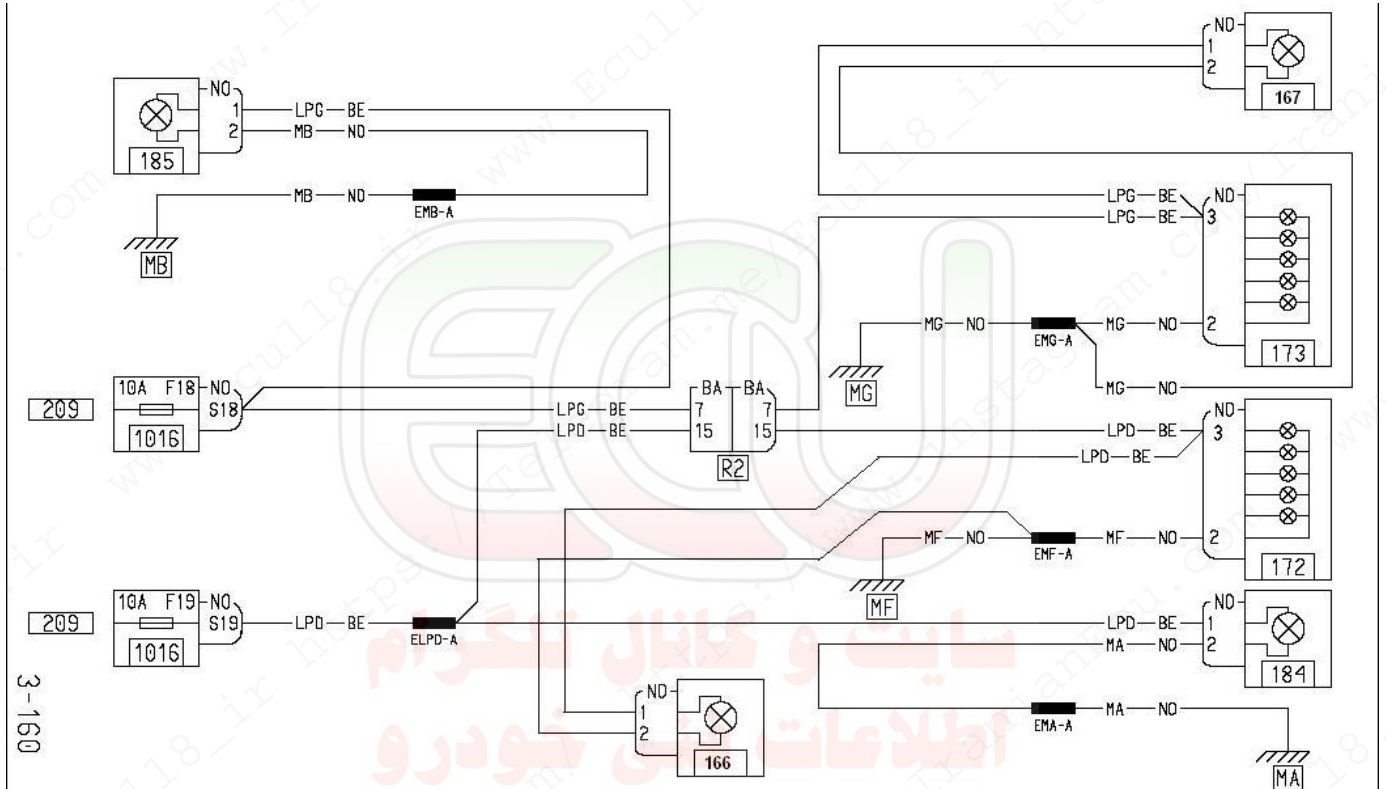 NO
1
2
185
LPG BE
MB NO
MB NO
EMB-A
MB
NO
1
2
167
LPG BE
LPG BE
NO
3
2
173
MG NO
EMG-A
MG NO
MG
MG NO
209
10A F18 NO
S18
1016
LPG BE
LPD BE
BA BA
7 7
15 15
R2
LPD BE
LPD BE
NO
3
2
172
MF NO
EMF-A
MF NO
MF
209
10A F19 NO
S19
1016
LPD BE
ELPD-A
LPD BE
MA NO
NO
1
2
184
EMA-A
MA NO
MA
NO
1
2
166
3-160
ECU
سایت و کانال تلگرام
اطلاعات فنی خودرو